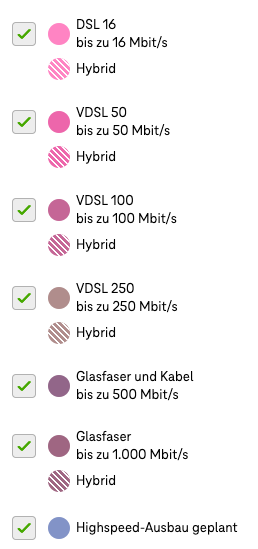 DSL 16
bis zu 16 Mbit/s
Hybrid
VDSL 50
bis zu 50 Mbit/s
Hybrid
VDSL 100
bis zu 100 Mbit/s
Hybrid
VDSL 250
bis zu 250 Mbit/s
Hybrid
Glasfaser und Kabel
bis zu 500 Mbit/s
Glasfaser
bis zu 1.000 Mbit/s
Hybrid
Highspeed-Ausbau geplant